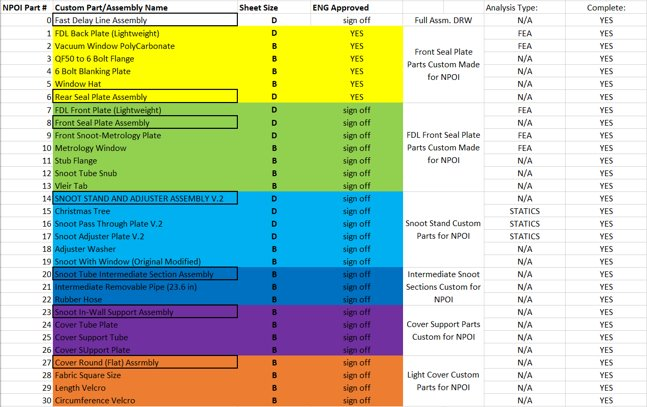 NPOI Part # Custom Part/Assembly Name Sheet Size ENG Approved Analysis Type: Complete:
0 Fast Delay Line Assembly D sign off Full Assm. DRW N/A YES
1 FDL Back Plate (Lightweight) D YES FEA YES
2 Vacuum Window PolyCarbonate B YES FEA YES
3 QF50 to 6 Bolt Flange B YES Front Seal Plate N/A YES
4 6 Bolt Blanking Plate B YES Parts Custom Made N/A YES
5 Window Hat B YES for NPOI N/A YES
6 Rear Seal Plate Assembly D YES N/A YES
7 FDL Front Plate (Lightweight) D sign off FEA YES
8 Front Seal Plate Assembly B sign off N/A YES
9 Front Snoot-Metrology Plate B sign off FDL Front Seal Plate FEA YES
10 Metrology Window B sign off Parts Custom Made FEA YES
11 Stub Flange B sign off for NPOI N/A YES
12 Snoot Tube Snub B sign off N/A YES
13 Vleir Tab B sign off N/A YES
14 SNOOT STAND AND ADJUSTER ASSEMBLY V.2 D sign off N/A YES
15 Christmas Tree D sign off STATICS YES
16 Snoot Pass Through Plate V.2 D sign off Snoot Stand Custom STATICS YES
17 Snoot Adjuster Plate V.2 D sign off Parts for NPOI STATICS YES
18 Adjuster Washer B sign off N/A YES
19 Snoot With Window (Original Modified) B sign off N/A YES
20 Snoot Tube Intermediate Section Assembly B sign off Intermediate Snoot N/A YES
21 Intermediate Removable Pipe (23.6 in) B sign off Sections Custom for N/A YES
22 Rubber Hose B sign off NPOI N/A YES
23 Snoot In-Wall Support Assembly B sign off N/A YES
24 Cover Tube Plate B sign off Cover Support Parts N/A YES
25 Cover Support Tube B sign off Custom for NPOI N/A YES
26 Cover SUpport Plate B sign off N/A YES
27 Cover Round (Flat) Assrmbly B sign off N/A YES
28 Fabric Square Size B sign off Light Cover Custom N/A YES
29 Length Velcro B sign off Parts for NPOI N/A YES
30 Circumference Velcro B sign off N/A YES